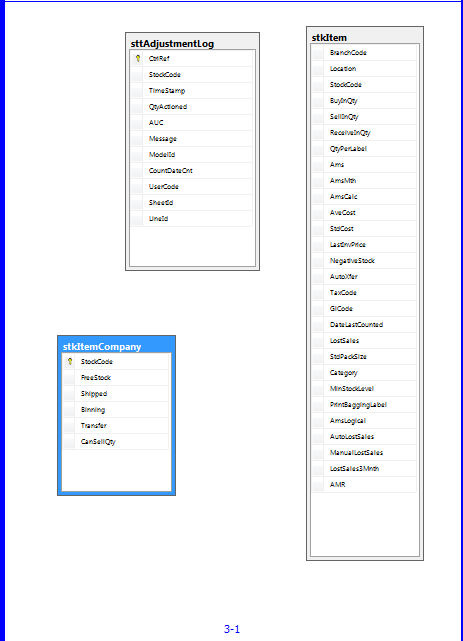 sttAdjustmentLog
CtrlRef
StockCode
TimeStamp
QtyActioned
AUC
Message
ModelId
CountDateCnt
UserCode
SheetId
LineId
stkItem
BranchCode
Location
StockCode
BuyInQty
SellInQty
ReceiveInQty
QtyPerLabel
Ams
AmsMth
AmsCalc
AveCost
StdCost
LastInvPrice
NegativeStock
AutoXfer
TaxCode
GlCode
DateLastCounted
LostSales
StdPackSize
Category
MinStockLevel
PrintBaggingLabel
AmsLogical
AutoLostSales
ManualLostSales
LostSales3Mnth
AMR
stkItemCompany
StockCode
FreeStock
Shipped
Binning
Transfer
CanSellQty
3-1